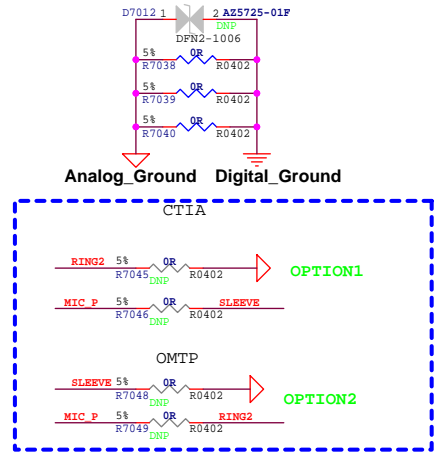 D7012 1 2 AZ5725-01F
DNP
DFN2-1006
5% 0R
R7038 R0402
5% 0R
R7039 R0402
5% 0R
R7040 R0402
Analog_Ground Digital_Ground
CTIA
RING2 5% 0R
R7045 R0402
DNP
OPTION1
MIC_P 5% 0R SLEEVE
R7046 R0402
DNP
OMTP
SLEEVE 5% 0R
R7048 R0402
DNP
OPTION2
MIC_P 5% 0R RING2
R7049 R0402
DNP